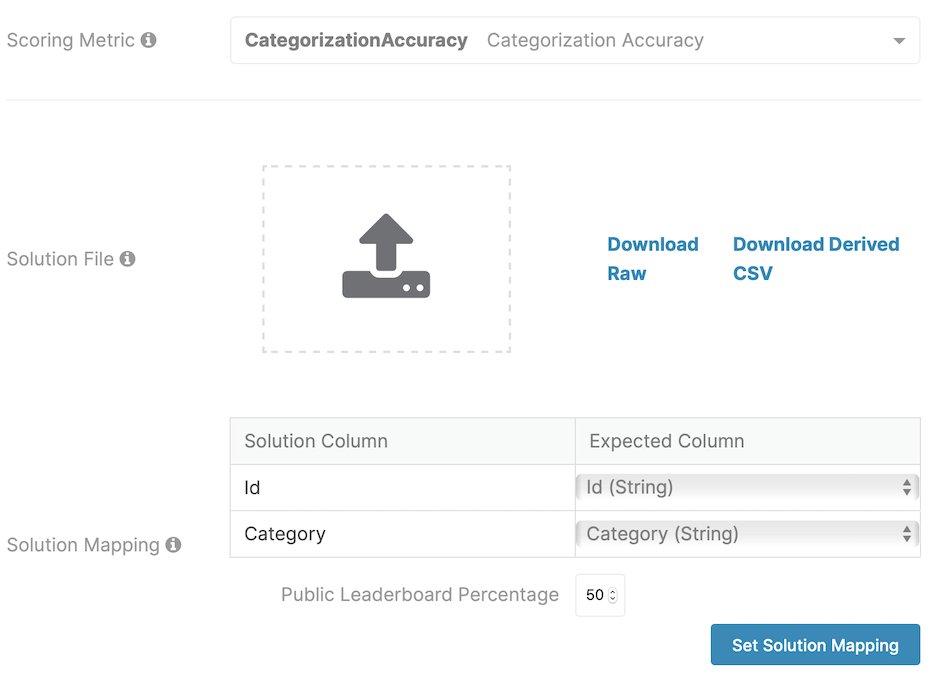 Scoring Metric
CategorizationAccuracy Categorization Accuracy
Solution File
Download Raw
Download Derived CSV
Solution Column Expected Column
Id Id (String)
Category Category (String)
Solution Mapping
Public Leaderboard Percentage 50
Set Solution Mapping